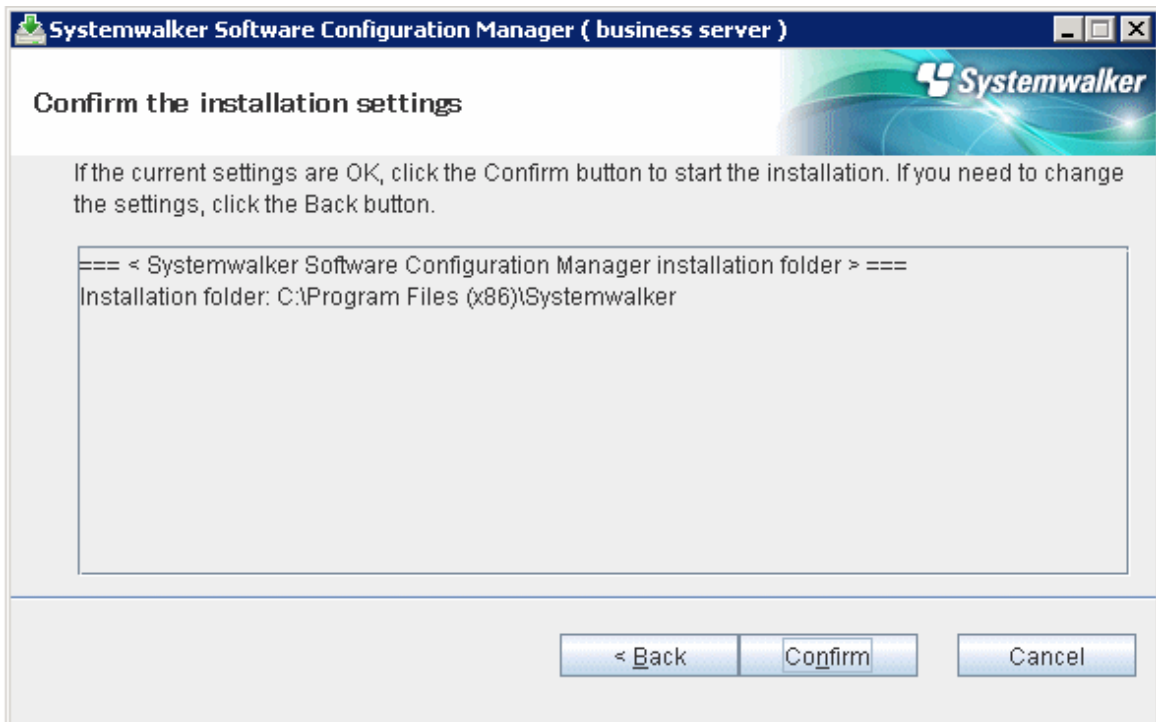 Systemwalker Software Configuration Manager ( business server )
Systemwalker
Confirm the installation settings
If the current settings are OK, click the Confirm button to start the installation. If you need to change
the settings, click the Back button.
=== < Systemwalker Software Configuration Manager installation folder > ===
Installation folder: C:\Program Files (x86)\Systemwalker
< Back
Confirm
Cancel